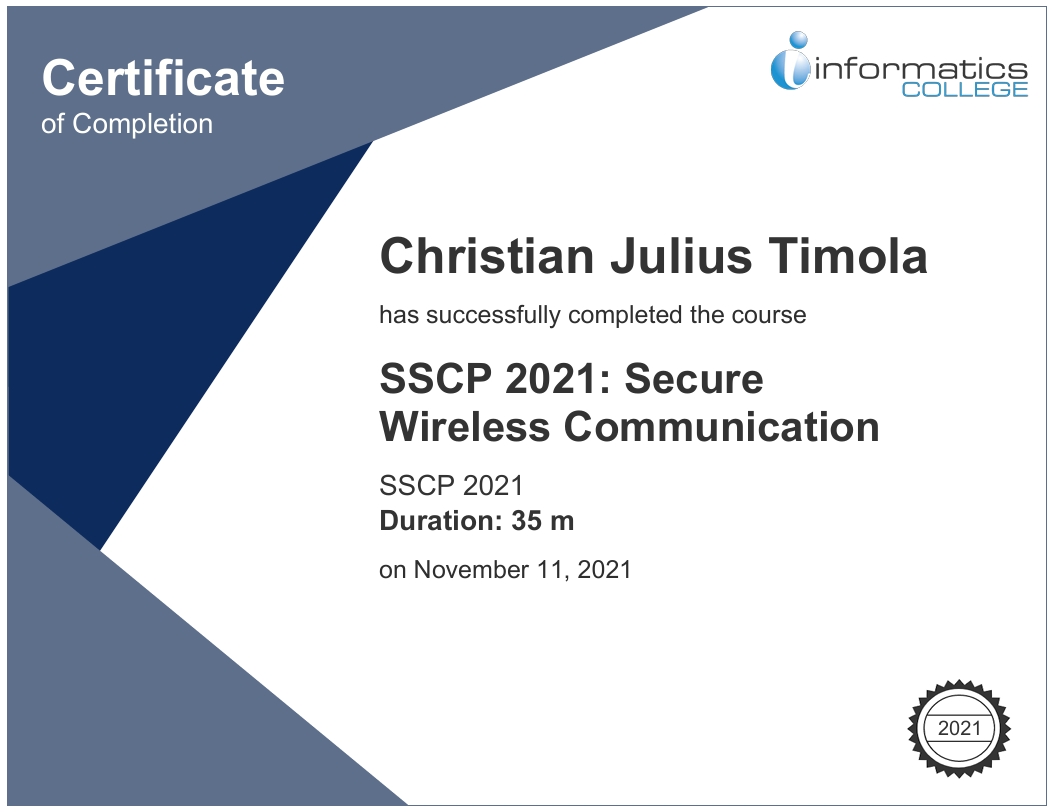 Certificate
of Completion
informatics
COLLEGE
Christian Julius Timola
has successfully completed the course
SSCP 2021: Secure
Wireless Communication
SSCP 2021
Duration: 35 m
on November 11, 2021
2021